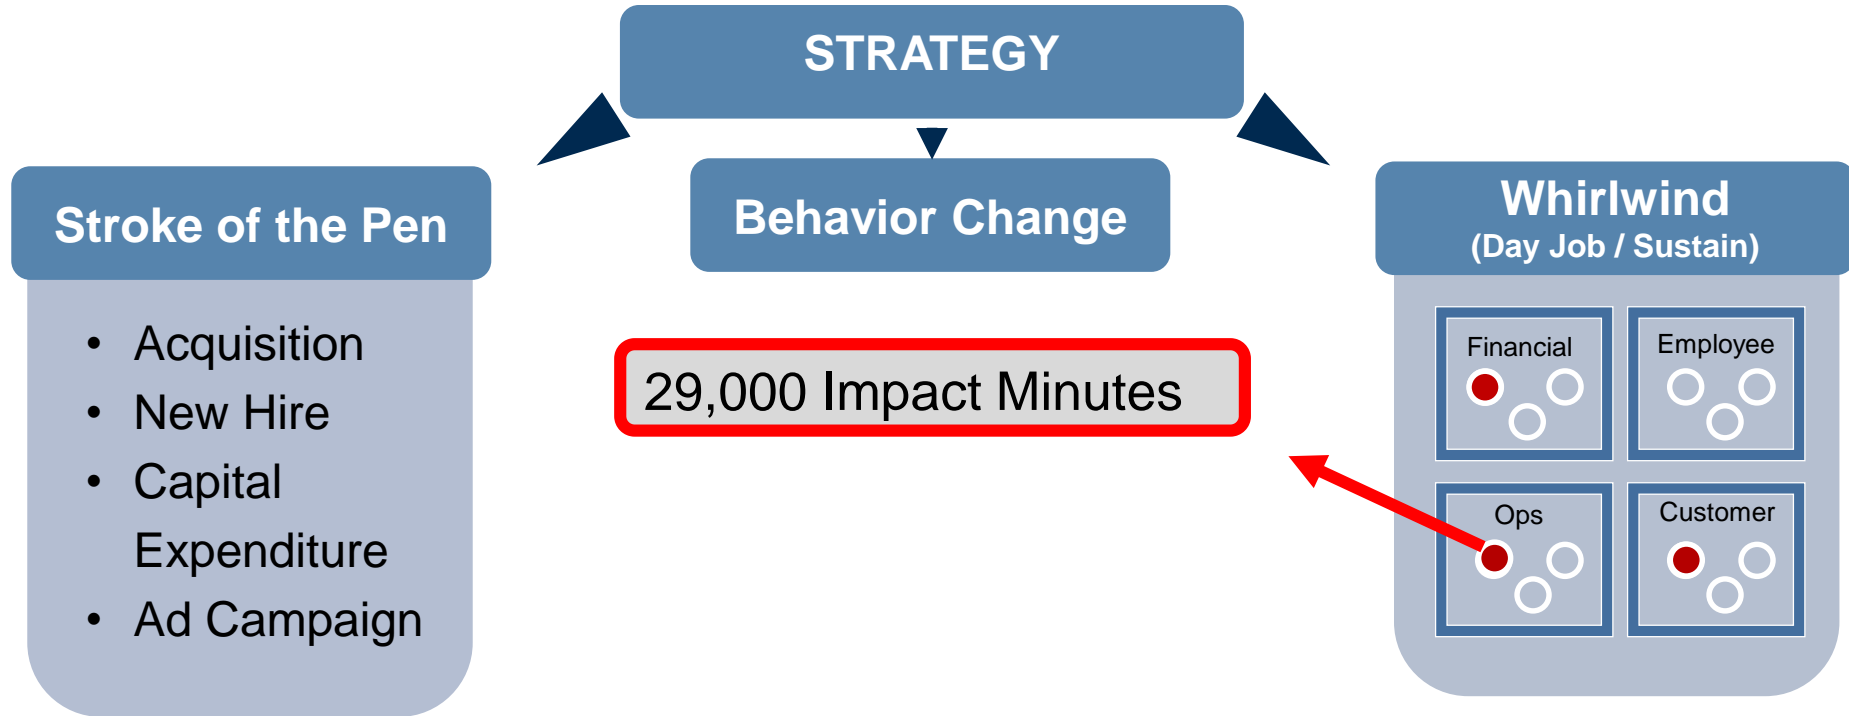 STRATEGY
Stroke of the Pen
• Acquisition
• New Hire
• Capital
Expenditure
• Ad Campaign
Behavior Change
29,000 Impact Minutes
Whirlwind
(Day Job / Sustain)
Financial
Employee
Ops
Customer